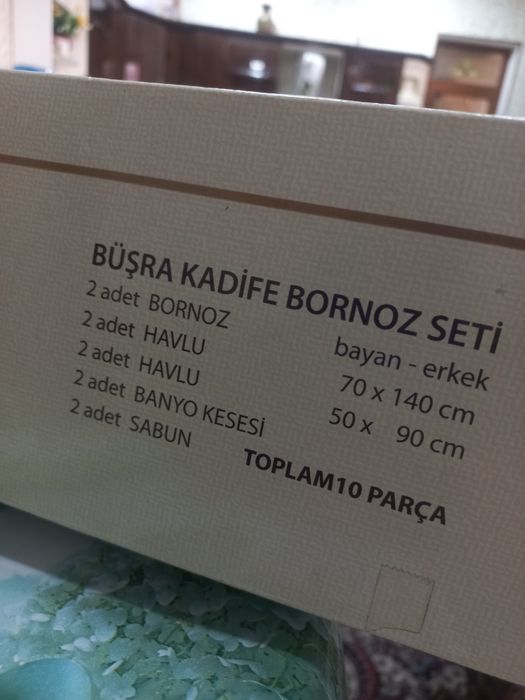 BÜŞRA KADİFE BORNOZ SETİ
2 adet BORNOZ bayan - erkek
2 adet HAVLU 70 x 140 cm
2 adet HAVLU 50 x 90 cm
2 adet BANYO KESESİ
2 adet SABUN
TOPLAM10 PARÇA